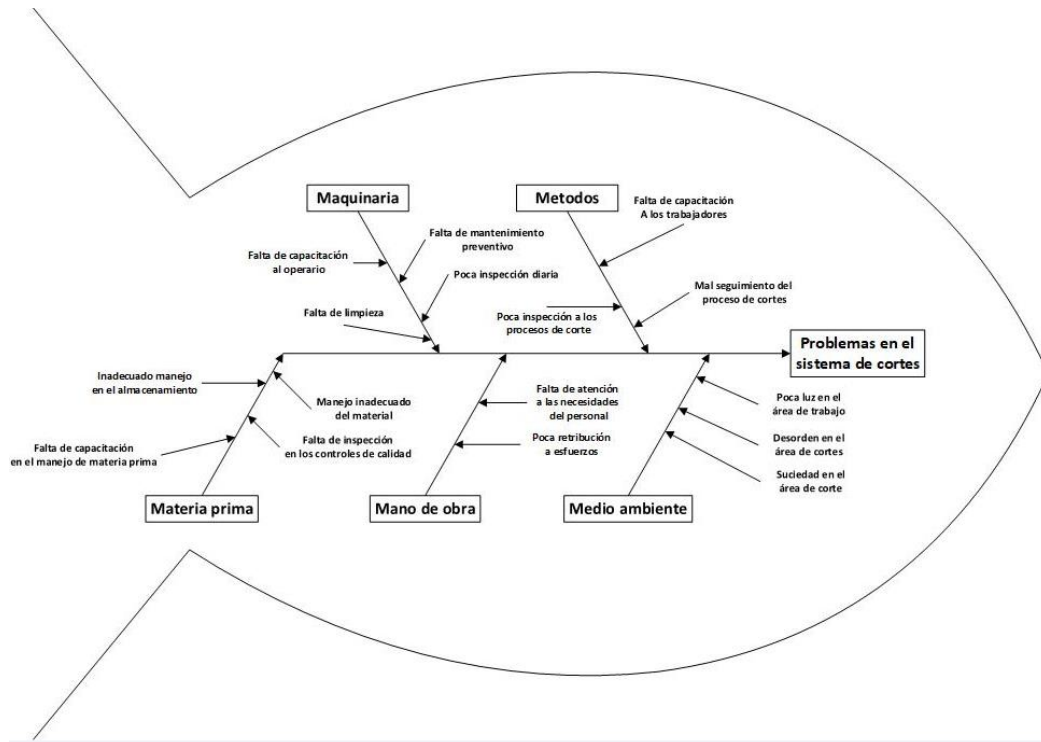 Maquinaria
Metodos
Falta de capacitación
A los trabajadores
Falta de mantenimiento
preventivo
Falta de capacitación
al operario
Poca inspección diaria
Mal seguimiento del
proceso de cortes
Falta de limpieza
Poca inspección a los
procesos de corte
Problemas en el
sistema de cortes
Inadecuado manejo
en el almacenamiento
Manejo inadecuado
del material
Falta de atención
a las necesidades
del personal
Poca luz en el
área de trabajo
Falta de capacitación
en el manejo de materia prima
Falta de inspección
en los controles de calidad
Poca retribución
a esfuerzos
Desorden en el
área de cortes
Suciedad en el
área de corte
Materia prima
Mano de obra
Medio ambiente